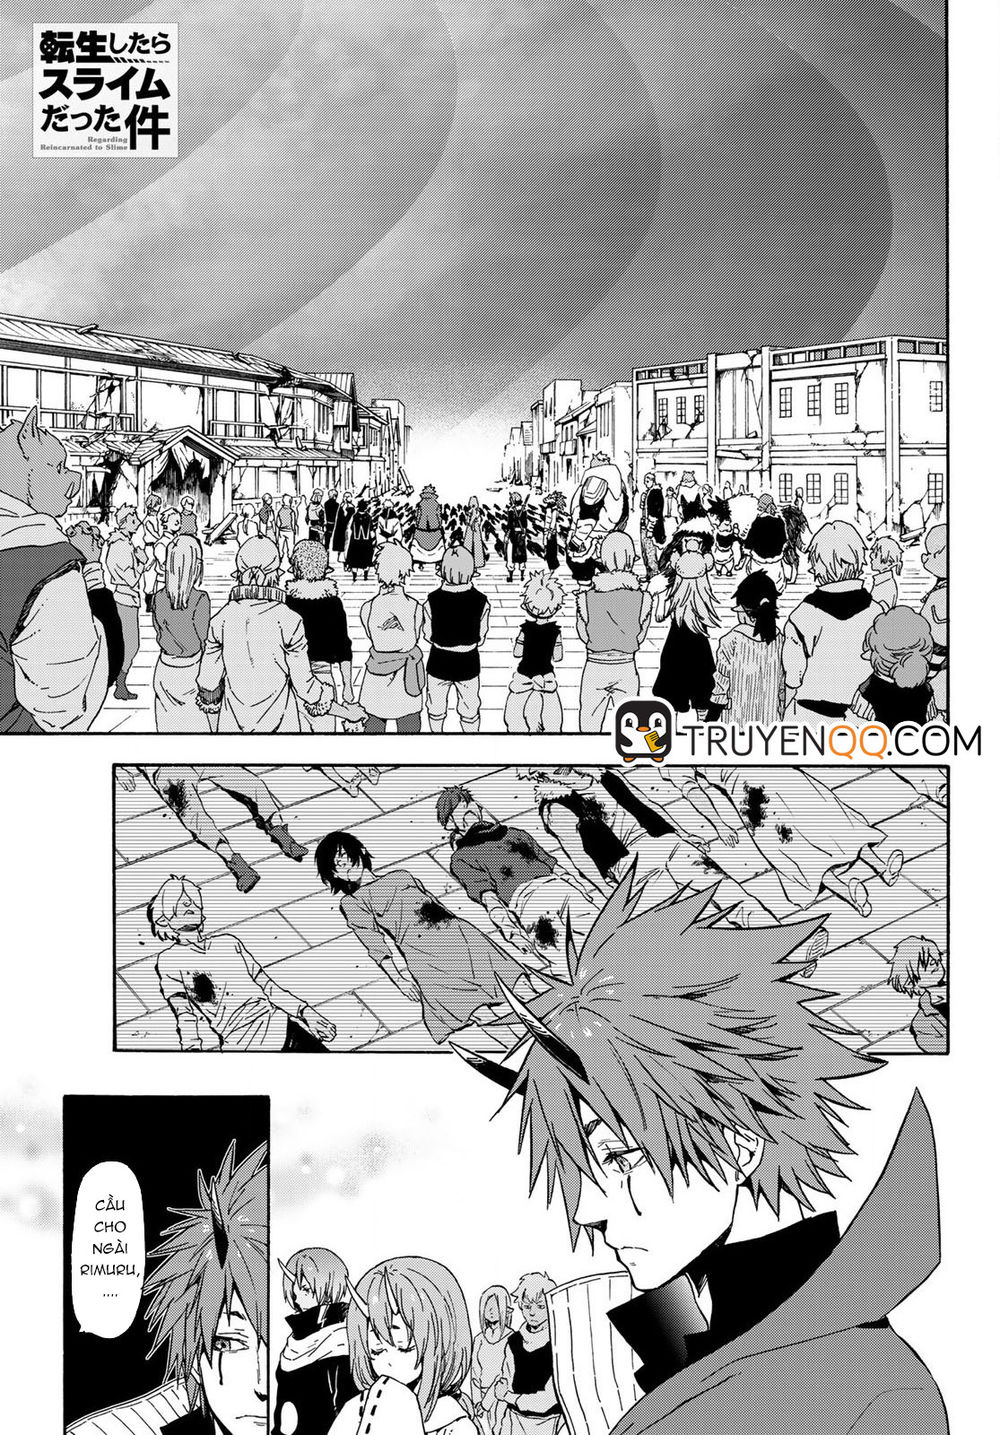 転生したら
スライム
だった件
Regarding
Reincarnated to Slime
TRUYENQQ.COM
CẦU
CHO
NGÀI
RIMURU,
....